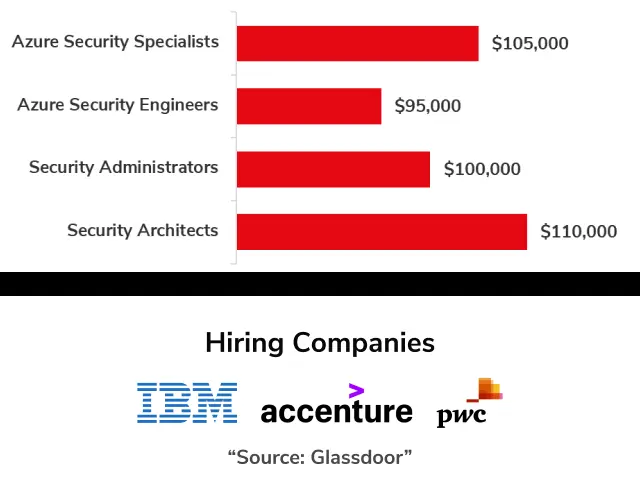 Azure Security Specialists $105,000
Azure Security Engineers $95,000
Security Administrators $100,000
Security Architects $110,000
Hiring Companies
IBM accenture pwc
“Source: Glassdoor”